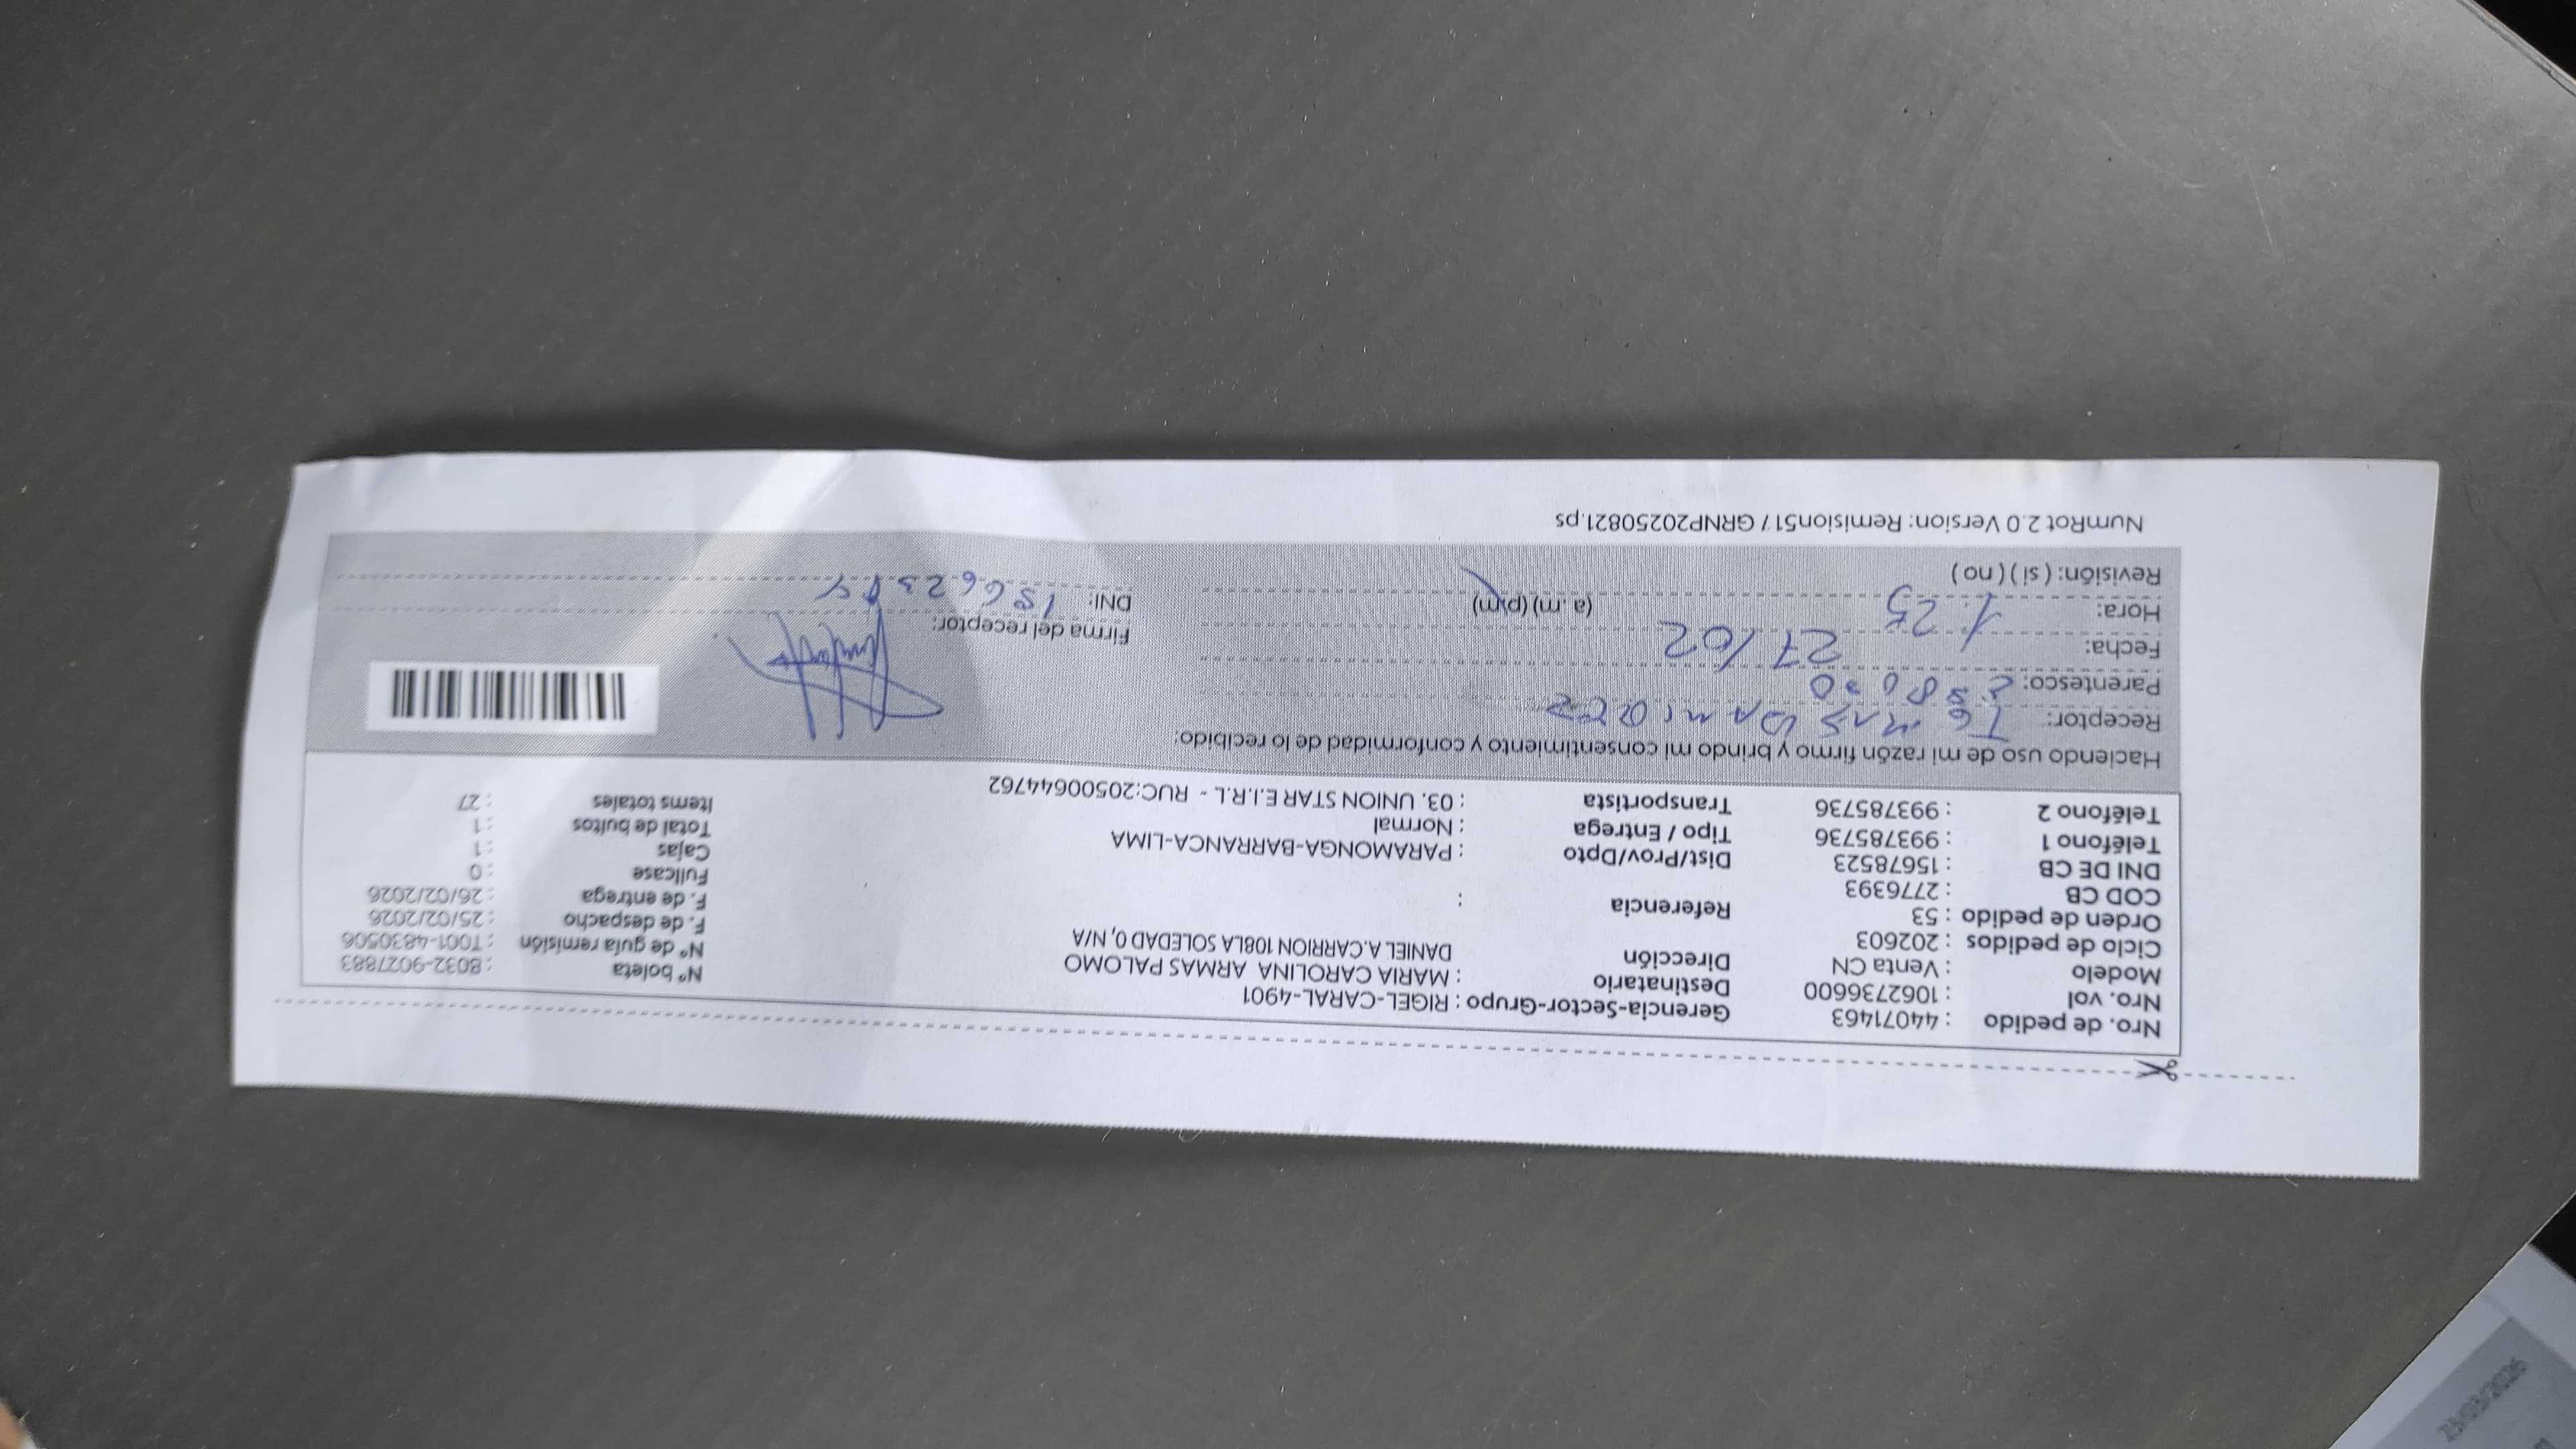 Nro. de pedido : 44071463 Gerencia-Sector-Grupo : RIGEL-CARAL-4901
Nro. vol : 1062736600 Destinatario : MARIA CAROLINA ARMAS PALOMO Nº boleta : B032-9027883
Modelo : Venta CN Dirección DANIEL A.CARRION 108LA SOLEDAD 0, N/A Nº de guía remisión : T001-4830506
Ciclo de pedidos : 202603 F. de despacho : 25/02/2026
Orden de pedido : 53 Referencia : F. de entrega : 26/02/2026
COD CB : 2776393 Fullcase : 0
DNI DE CB : 15678523 Dist/Prov/Dpto : PARAMONGA-BARRANCA-LIMA Cajas : 1
Teléfono 1 : 993785736 Tipo / Entrega : Normal Total de bultos : 1
Teléfono 2 : 993785736 Transportista : 03. UNION STAR E.I.R.L - RUC:20500644762 Items totales : 27
Haciendo uso de mi razón firmo y brindo mi consentimiento y conformidad de lo recibido:
Receptor:
Parentesco:
Fecha: 27/02 Firma del receptor:
Hora: 1:25 (a.m) (p.m) DNI:
Revisión: ( si ) ( no )
NumRot 2.0 Version: Remision51 / GRNP20250821.ps